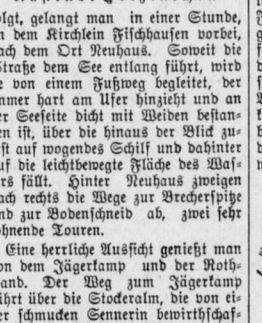 olgt, gelangt man in einer Stunde,
n dem Kirchlein Fischhausen vorbei,
ach dem Ort Neuhaus. Soweit die
Straße dem See entlang führt, wird
e von einem Fußweg begleitet, der
mmer hart am Ufer hinzieht und an
er Seeseite dicht mit Weiden bestan-
en ist, über die hinaus der Blick zu-
st auf wogendes Schilf und dahinter
uf die leichtbewegte Fläche des Was-
rs fällt. Hinter Neuhaus zweigen
ach rechts die Wege zur Brecherspitze
nd zur Bodenschneid ab, zwei sehr
hnende Touren.
Eine herrliche Aussicht genießt man
on dem Jägerkamp und der Roth-
and. Der Weg zum Jägerkamp
ührt über die Stockeralm, die von ei-
er schmucken Sennerin bewirthschaf-